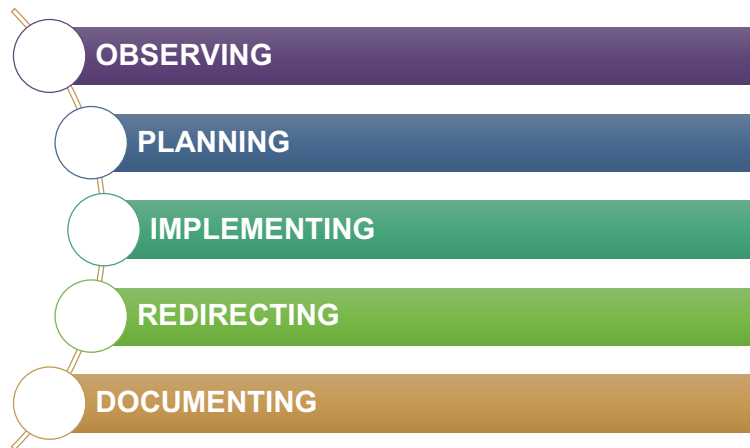 OBSERVING
PLANNING
IMPLEMENTING
REDIRECTING
DOCUMENTING